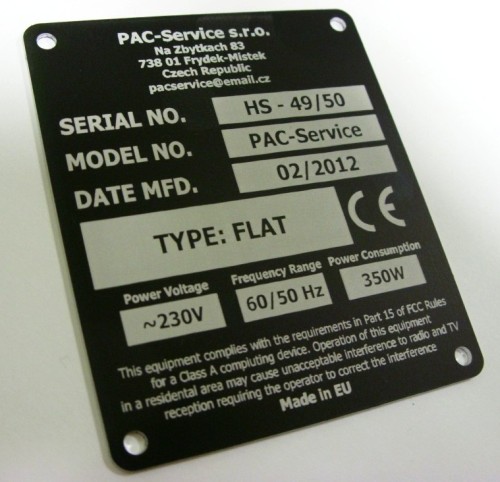 PAC-Service s.r.o.
Na Zbytkach 83
738 01 Frydek-Mistek
Czech Republic
pacservice@email.cz
SERIAL NO. HS - 49/50
MODEL NO. PAC-Service
DATE MFD. 02/2012
TYPE: FLAT CE
Power Voltage Frequency Range Power Consumption
~230V 60/50 Hz 350W
This equipment complies with the requirements in Part 15 of FCC Rules
for a Class A compluting device. Operation of this equipment
in a residental area may cause unacceptable interference to radio and TV
reception requiring the operator to correct the interference
Made in EU